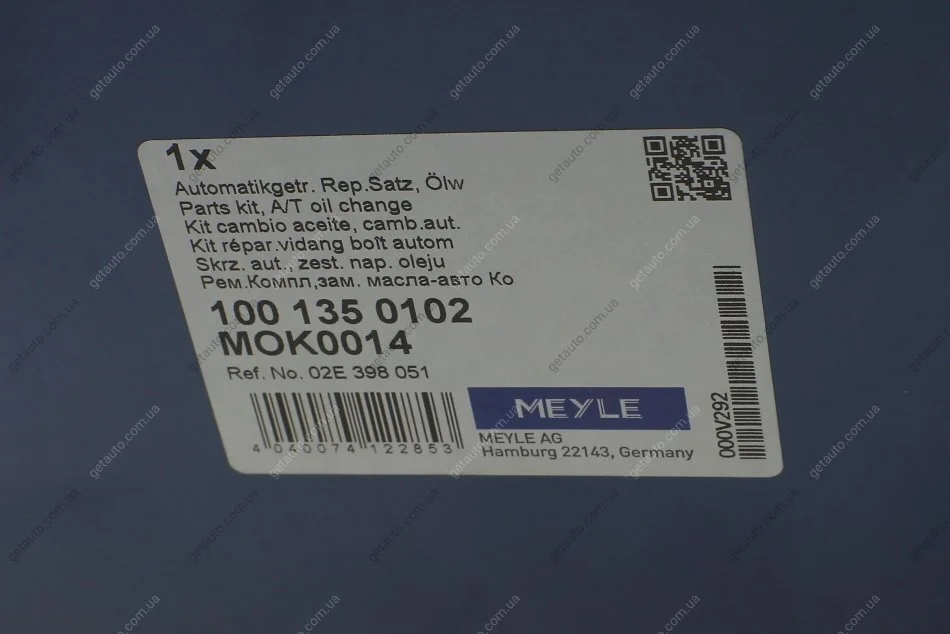 1x
Automatikgetr. Rep.Satz, Ölw
Parts kit, A/T oil change
Kit cambio aceite, camb.aut.
Kit répar.vidang boît autom
Skrz. aut., zest. nap. oleju
Рем.Компл,зам. масла-авто Ко
100 135 0102
MOK0014
Ref. No. 02E 398 051
4 040074 122853
MEYLE
MEYLE AG
Hamburg 22143, Germany
000V292
getauto.com.ua